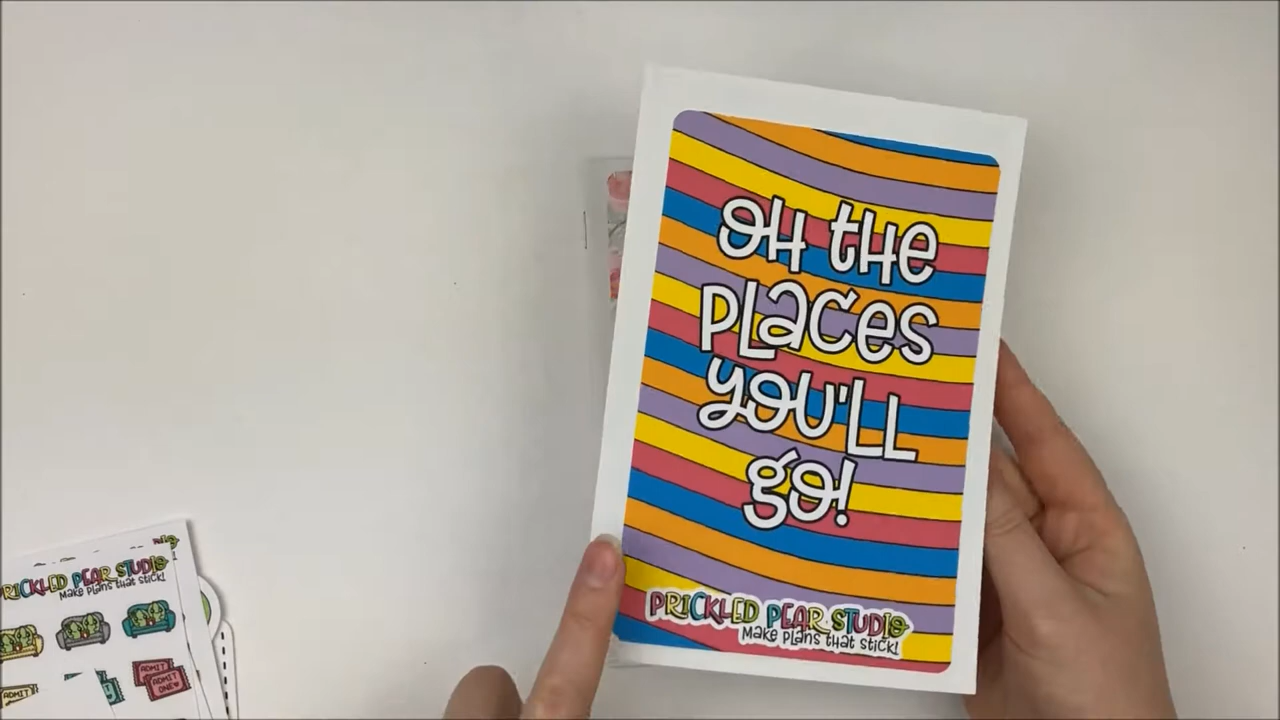 OH THE
PLACES
YOU'LL
GO!
PRICKLED PEAR STUDIO
Make plans that stick!
PRICKLED PEAR STUDIO
Make plans that stick!
ADMIT
ADMIT
ONE
ADMIT